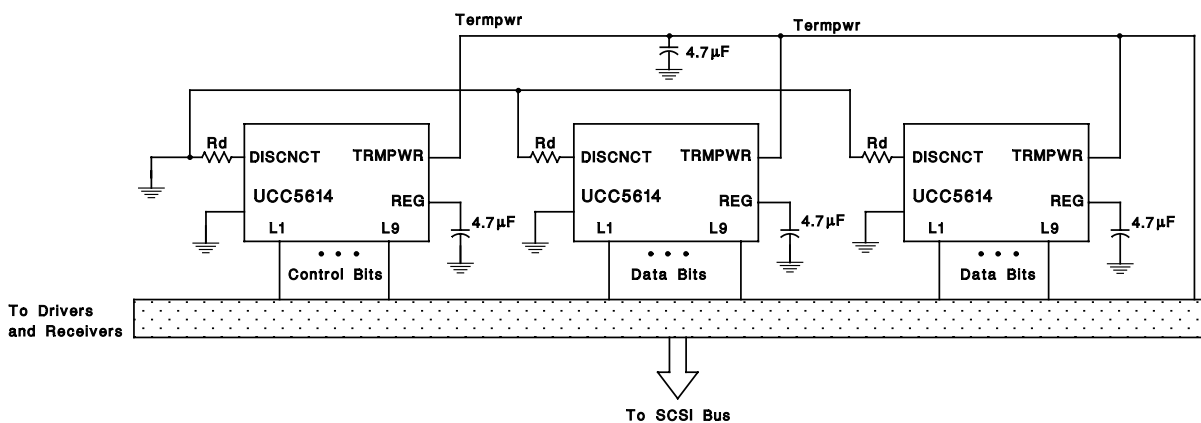 Termpwr
Termpwr
4.7µF
Rd
DISCNCT
TRMPWR
UCC5614
REG
L1
L9
4.7µF
Control Bits
Rd
DISCNCT
TRMPWR
UCC5614
REG
L1
L9
4.7µF
Data Bits
Rd
DISCNCT
TRMPWR
UCC5614
REG
L1
L9
4.7µF
Data Bits
To Drivers
and Receivers
To SCSI Bus